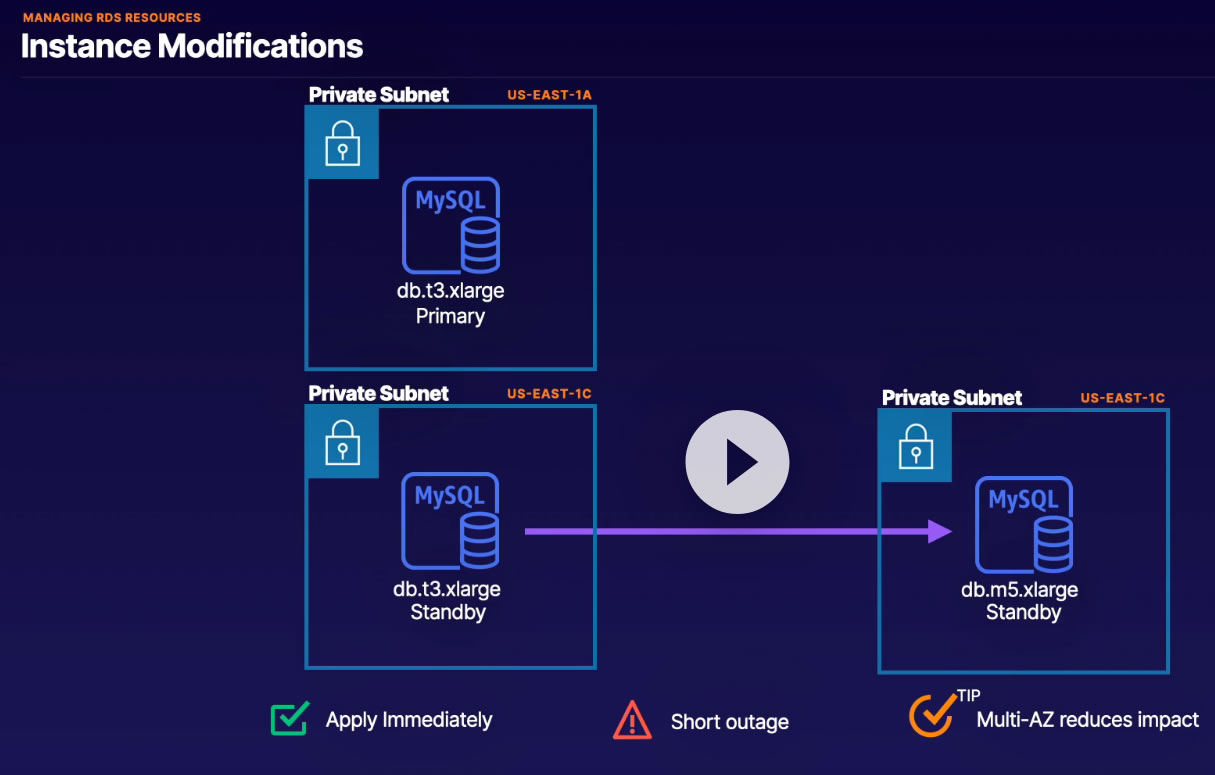 MANAGING RDS RESOURCES
Instance Modifications
Private Subnet US-EAST-1A
MySQL
db.t3.xlarge
Primary
Private Subnet US-EAST-1C
MySQL
db.t3.xlarge
Standby
Private Subnet US-EAST-1C
MySQL
db.m5.xlarge
Standby
Apply Immediately
Short outage
TIP
Multi-AZ reduces impact